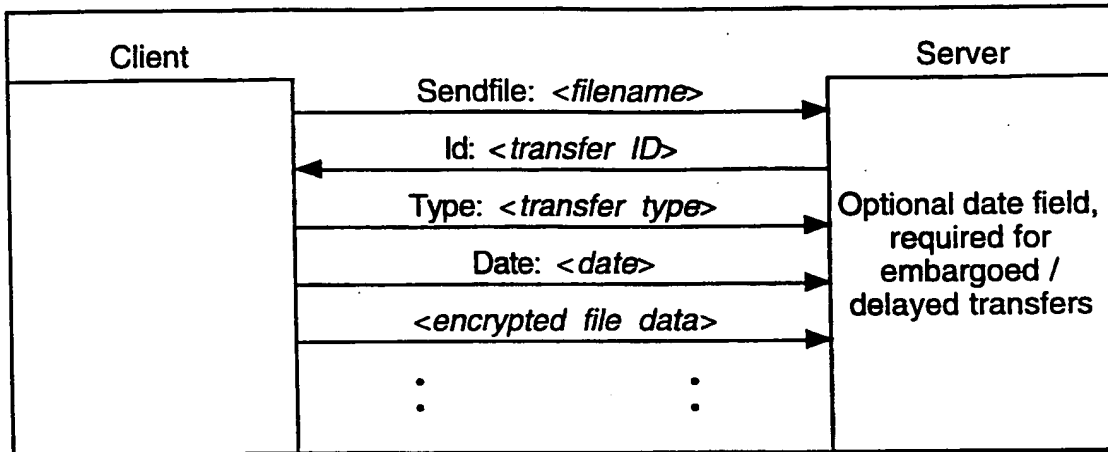 Client
Server
Sendfile: <filename>
Id: <transfer ID>
Type: <transfer type>
Date: <date>
<encrypted file data>
Optional date field,
required for
embargoed /
delayed transfers